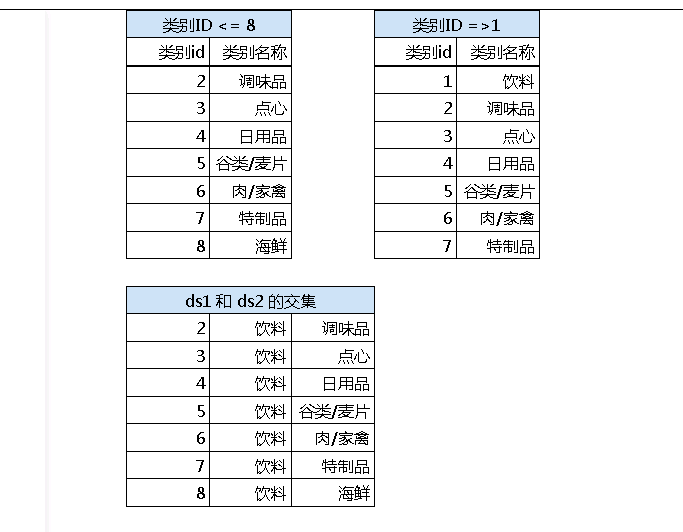 类别ID <= 8
类别id 类别名称
2 调味品
3 点心
4 日用品
5 谷类/麦片
6 肉/家禽
7 特制品
8 海鲜
类别ID =>1
类别id 类别名称
1 饮料
2 调味品
3 点心
4 日用品
5 谷类/麦片
6 肉/家禽
7 特制品
ds1 和 ds2 的交集
2 饮料 调味品
3 饮料 点心
4 饮料 日用品
5 饮料 谷类/麦片
6 饮料 肉/家禽
7 饮料 特制品
8 饮料 海鲜